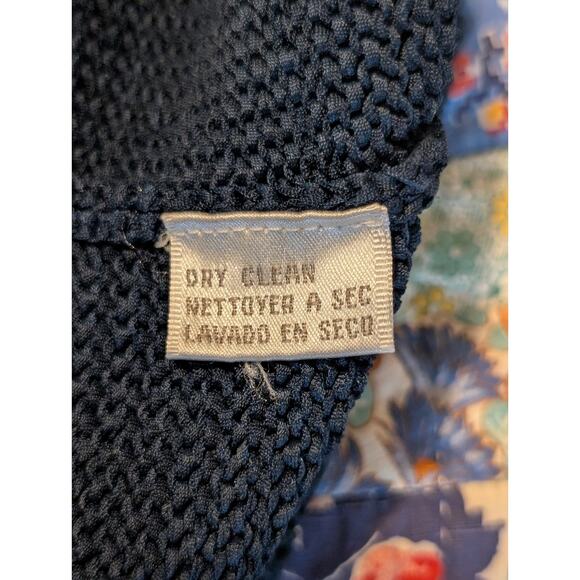 DRY CLEAN
NETTOYER A SEC
LAVADO EN SECO